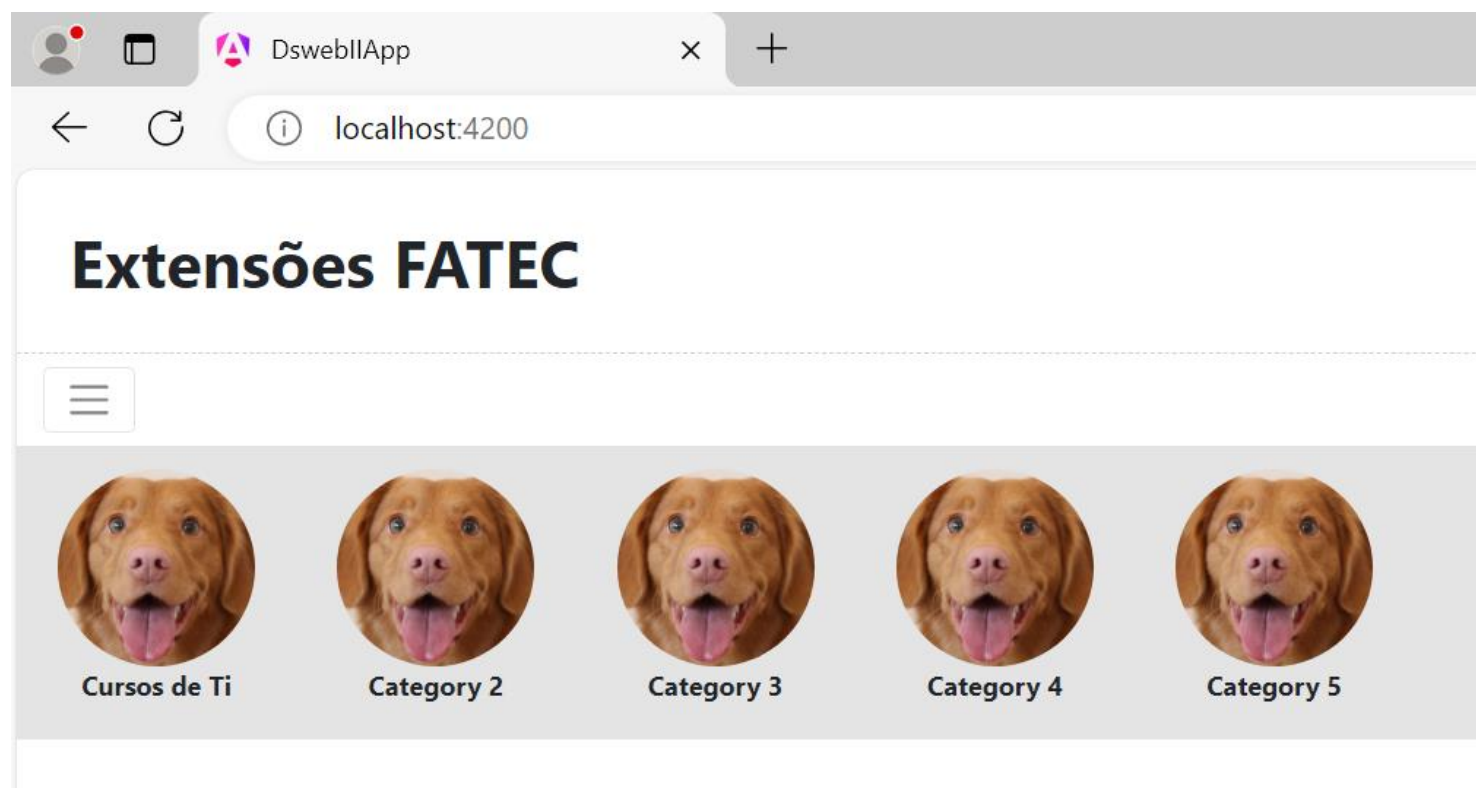 DswebIIApp
localhost:4200
Extensões FATEC
Cursos de Ti
Category 2
Category 3
Category 4
Category 5